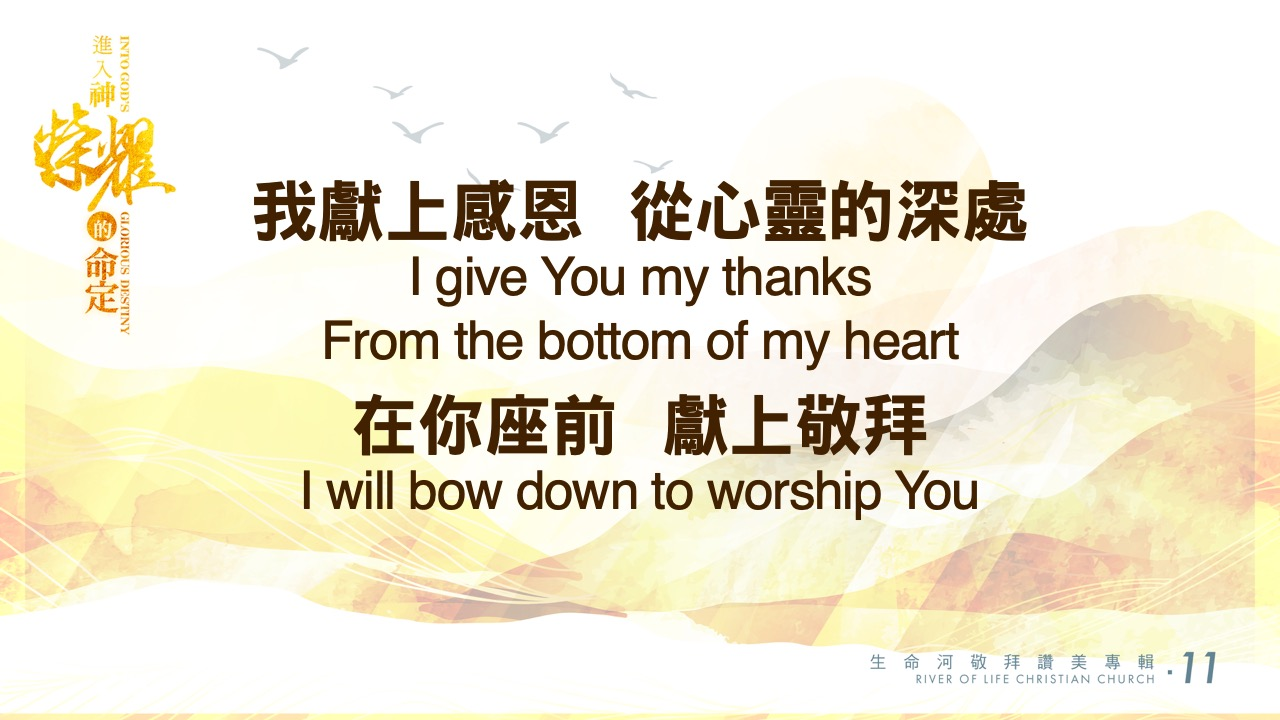 進入神
榮耀
的
命定
INTO GOD'S
GLORIOUS DESTINY
我獻上感恩 從心靈的深處
I give You my thanks
From the bottom of my heart
在你座前 獻上敬拜
I will bow down to worship You
生命河敬拜讚美專輯 ·11
RIVER OF LIFE CHRISTIAN CHURCH